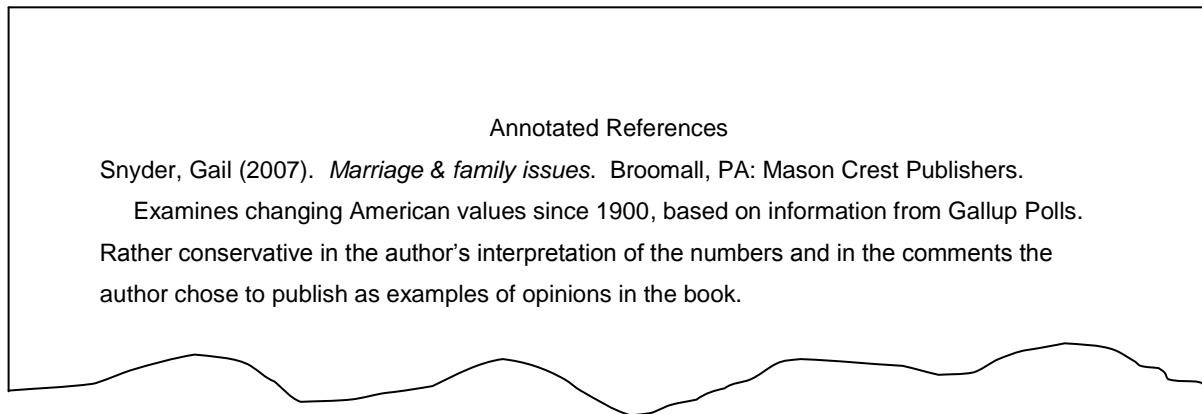 Annotated References
Snyder, Gail (2007).  Marriage & family issues.  Broomall, PA: Mason Crest Publishers.
Examines changing American values since 1900, based on information from Gallup Polls.
Rather conservative in the author’s interpretation of the numbers and in the comments the
author chose to publish as examples of opinions in the book.